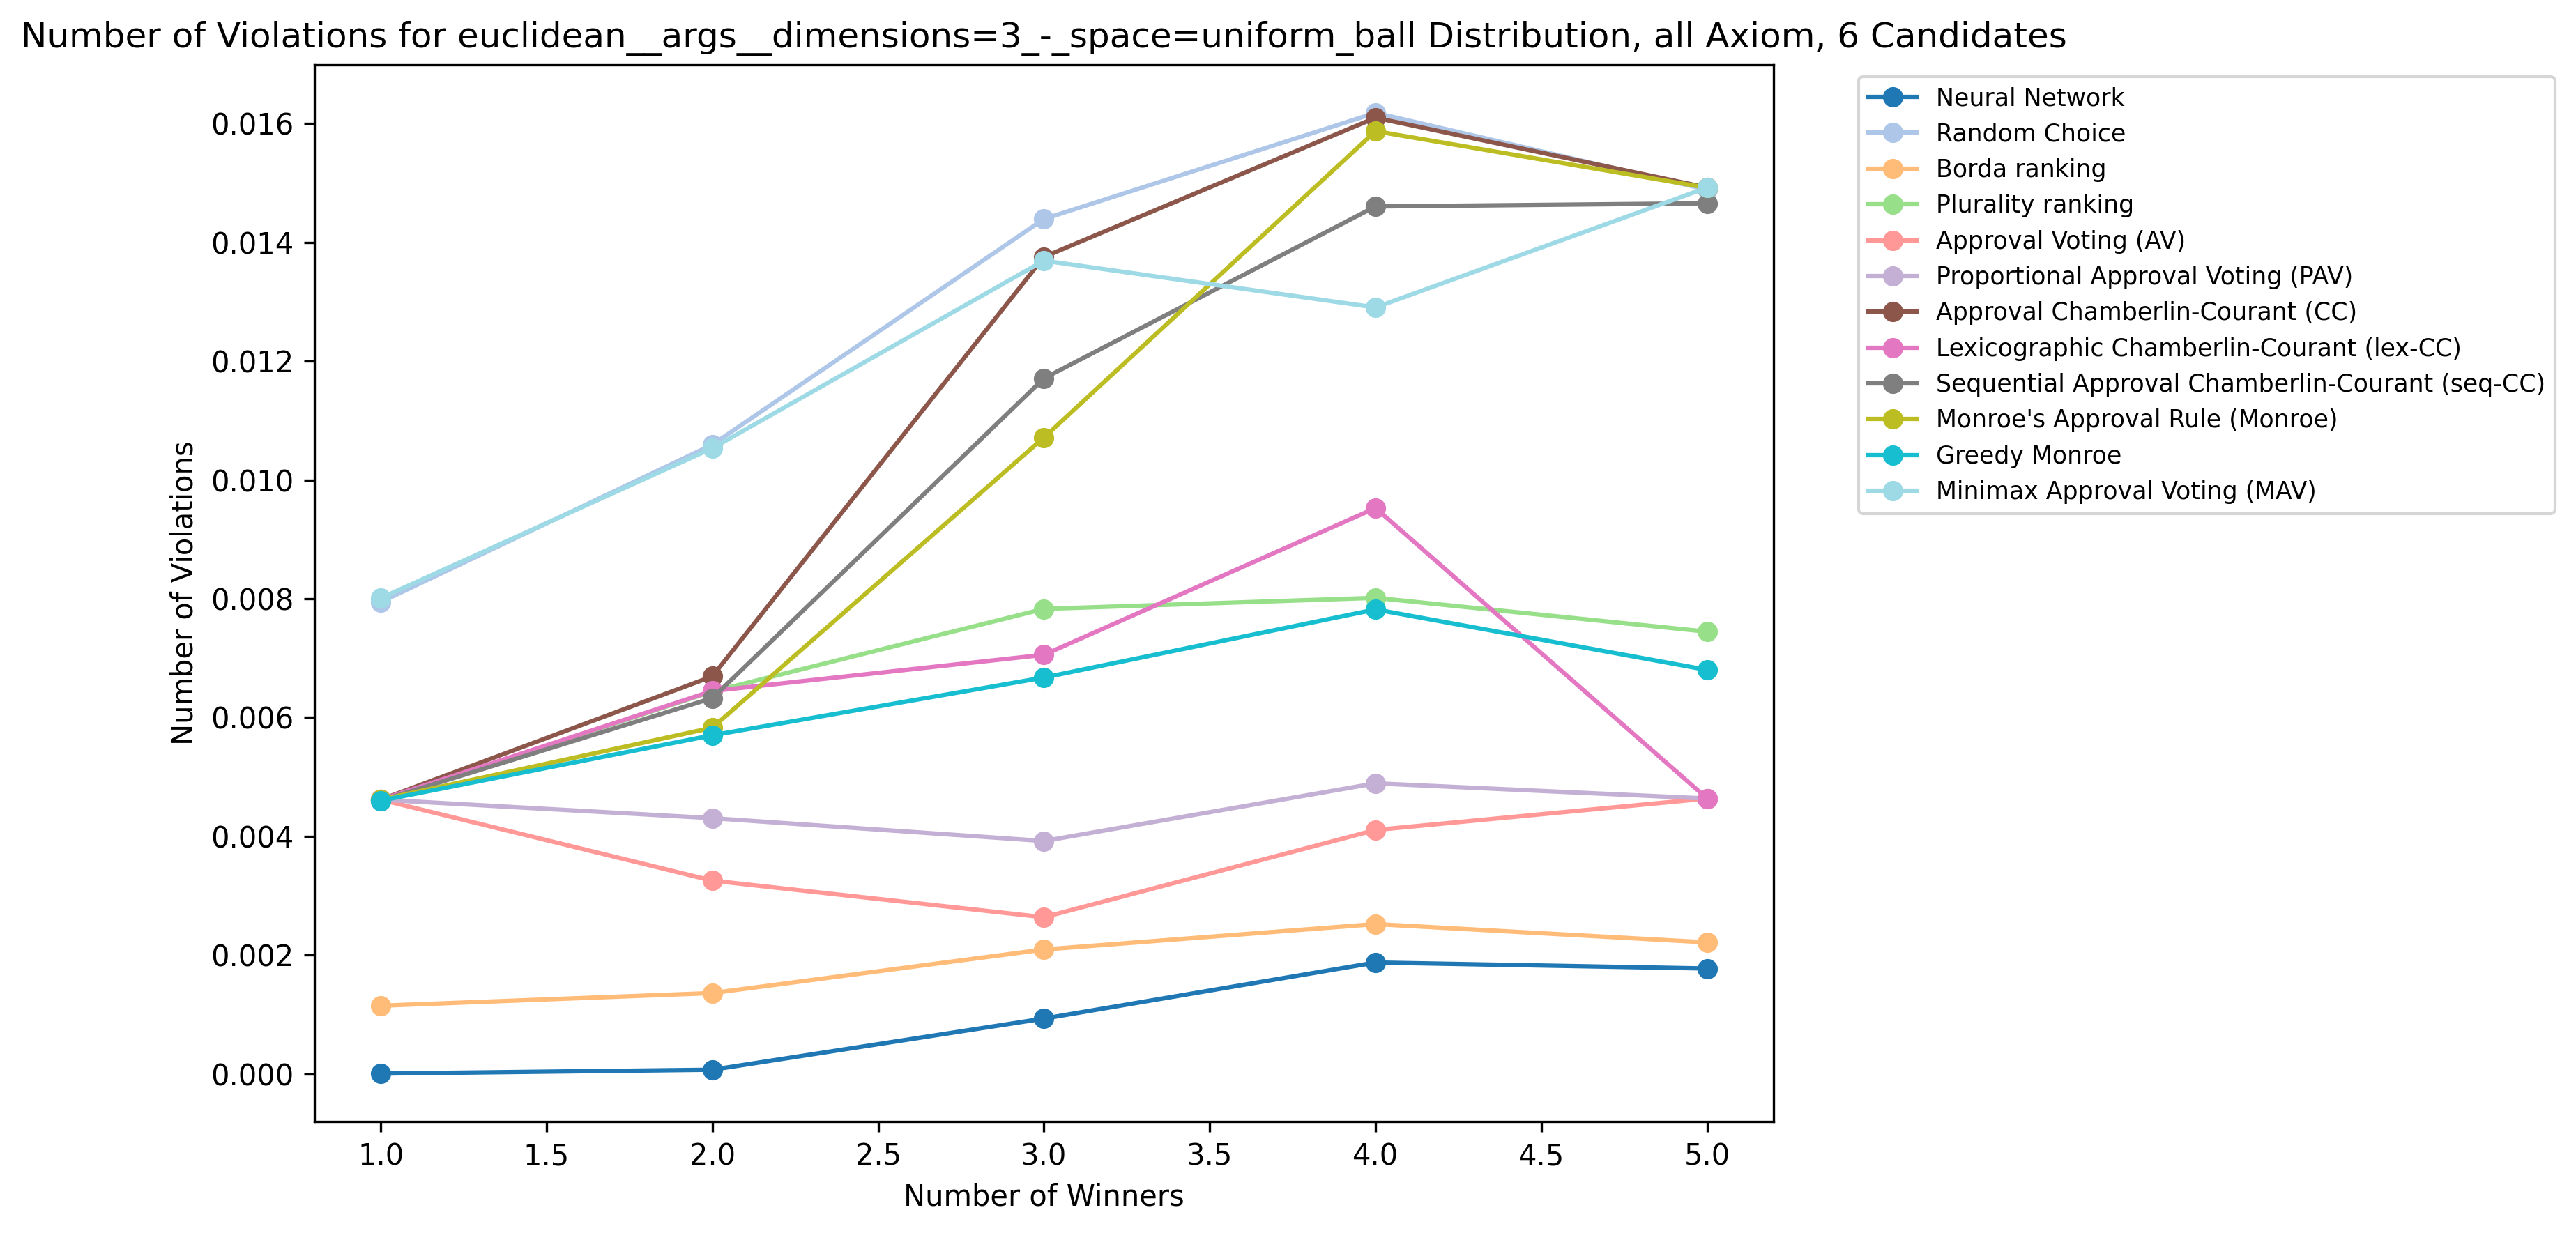 Number of Violations for euclidean__args__dimensions=3_-_space=uniform_ball Distribution, all Axiom, 6 Candidates
Number of Violations
0.016
0.014
0.012
0.010
0.008
0.006
0.004
0.002
0.000
1.0 1.5 2.0 2.5 3.0 3.5 4.0 4.5 5.0
Number of Winners
Neural Network
Random Choice
Borda ranking
Plurality ranking
Approval Voting (AV)
Proportional Approval Voting (PAV)
Approval Chamberlin-Courant (CC)
Lexicographic Chamberlin-Courant (lex-CC)
Sequential Approval Chamberlin-Courant (seq-CC)
Monroe's Approval Rule (Monroe)
Greedy Monroe
Minimax Approval Voting (MAV)